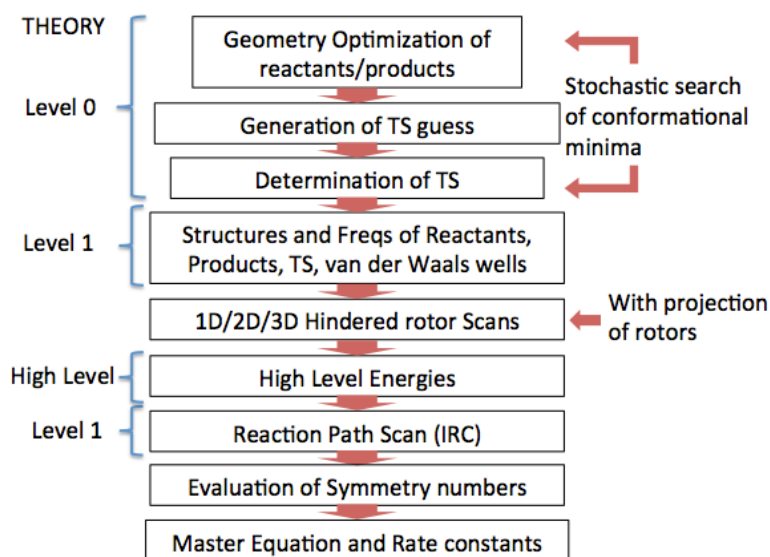 THEORY
Geometry Optimization of
reactants/products
Level 0
Stochastic search
of conformational
minima
Generation of TS guess
Determination of TS
Level 1
Structures and Freqs of Reactants,
Products, TS, van der Waals wells
1D/2D/3D Hindered rotor Scans
With projection
of rotors
High Level
High Level Energies
Level 1
Reaction Path Scan (IRC)
Evaluation of Symmetry numbers
Master Equation and Rate constants